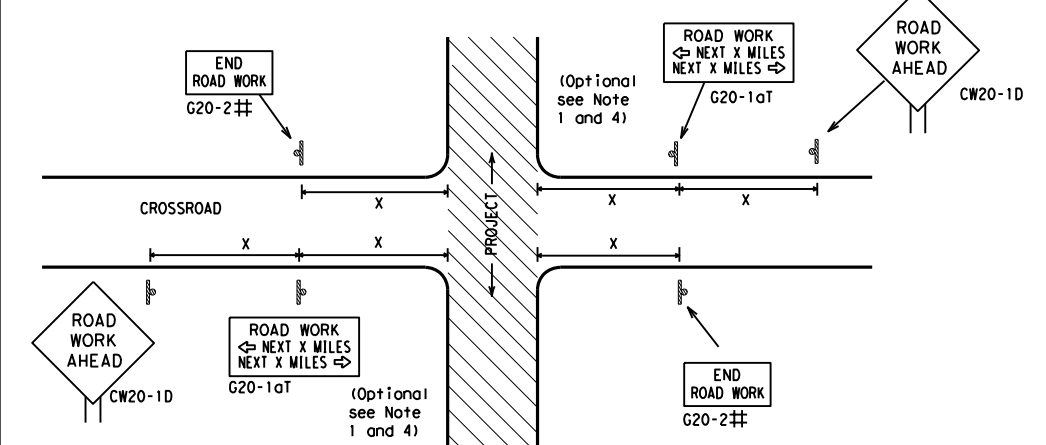 END
ROAD WORK
G20-2#
ROAD WORK
⇦ NEXT X MILES
NEXT X MILES ⇨
G20-1aT
(Optional
see Note
1 and 4)
ROAD
WORK
AHEAD
CW20-1D
X
X
X
CROSSROAD
PROJECT
X
X
X
ROAD
WORK
AHEAD
CW20-1D
ROAD WORK
⇦ NEXT X MILES
NEXT X MILES ⇨
G20-1aT
(Optional
see Note
1 and 4)
END
ROAD WORK
G20-2#